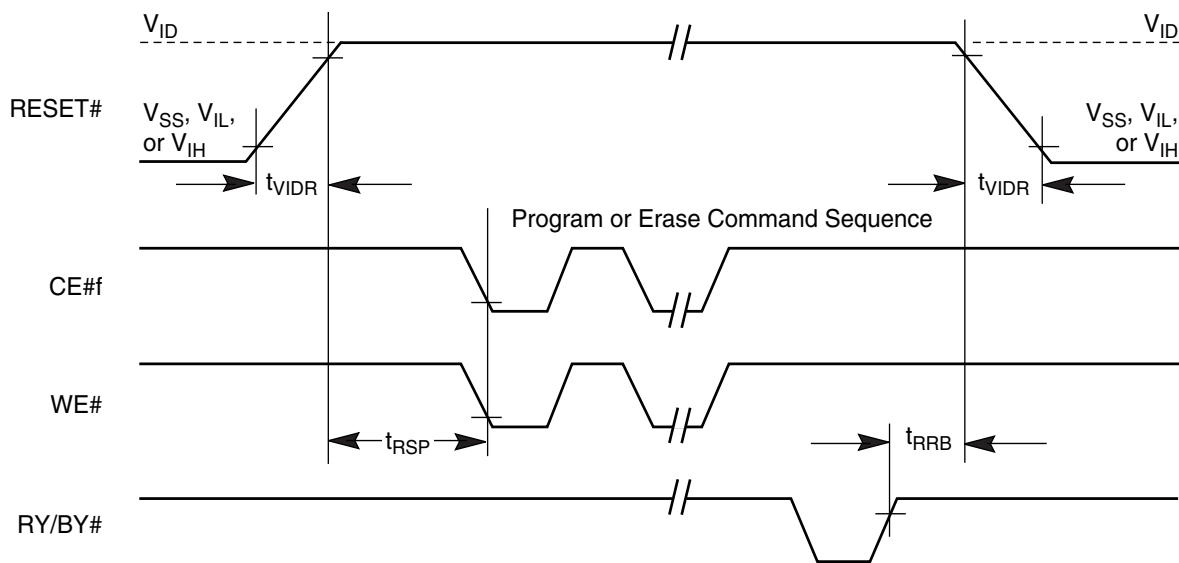 VID
VID
RESET#
VSS, VIL,
or VIH
VSS, VIL,
or VIH
tVIDR
tVIDR
Program or Erase Command Sequence
CE#f
WE#
tRSP
tRRB
RY/BY#